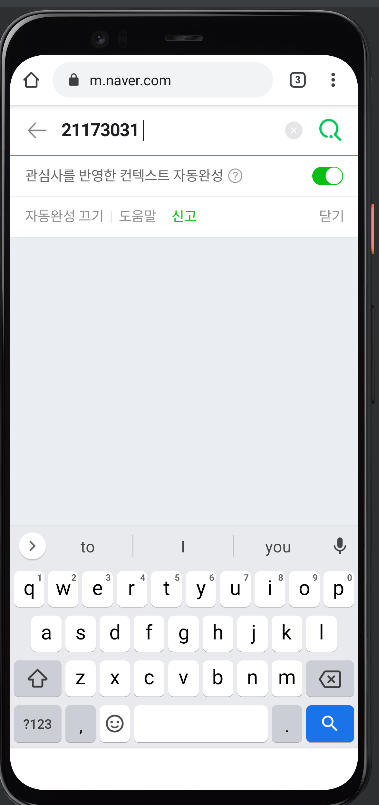 m.naver.com 3
21173031
관심사를 반영한 컨텍스트 자동완성 ?
자동완성 끄기 도움말 신고 닫기
to I you
q1 w2 e3 r4 t5 y6 u7 i8 o9 p0
a s d f g h j k l
z x c v b n m
?123 , .